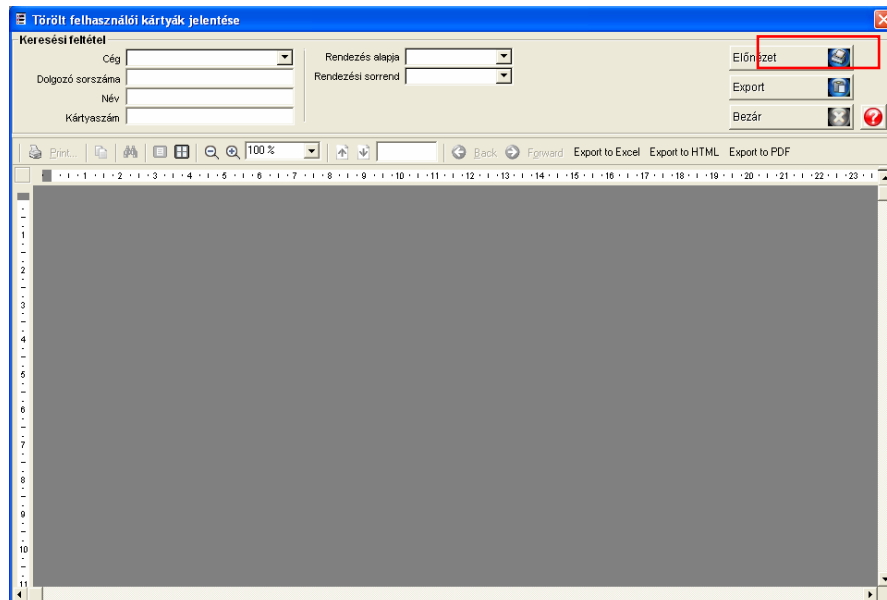 Törölt felhasználói kártyák jelentése
Keresési feltétel
Cég
Dolgozó sorszáma
Név
Kártyaszám
Rendezés alapja
Rendezési sorrend
Előnézet
Export
Bezár
Print... 100 % Back Forward Export to Excel Export to HTML Export to PDF
1 2 3 4 5 6 7 8 9 10 11 12 13 14 15 16 17 18 19 20 21 22 23
1
2
3
4
5
6
7
8
9
10
11